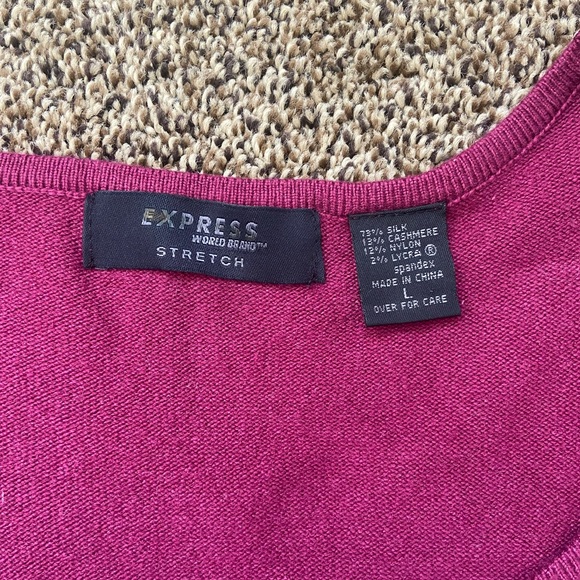 EXPRESS
WORLD BRAND™
STRETCH
73% SILK
13% CASHMERE
12% NYLON
2% LYCRA ®
spandex
MADE IN CHINA
L
OVER FOR CARE